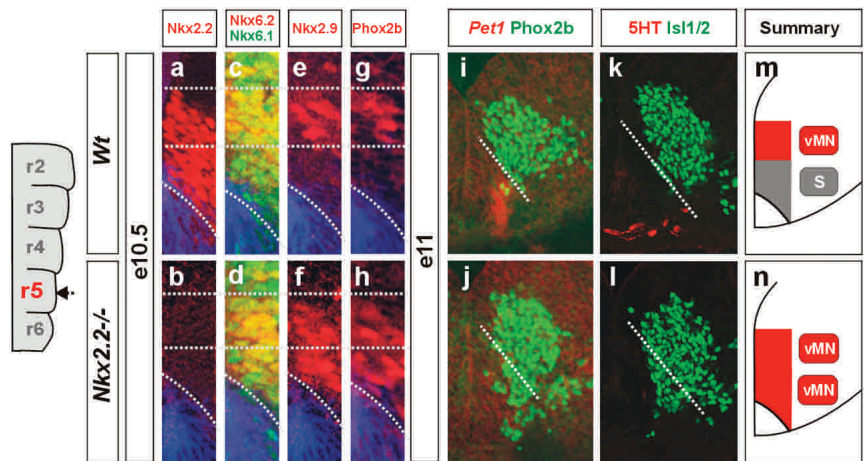 Nkx2.2
Nkx6.2
Nkx6.1
Nkx2.9
Phox2b
Pet1 Phox2b
5HT Isl1/2
Summary
r2
r3
r4
r5
r6
Wt
Nkx2.2-/-
e10.5
a
c
e
g
e11
i
k
m
vMN
S
b
d
f
h
j
l
n
vMN
vMN